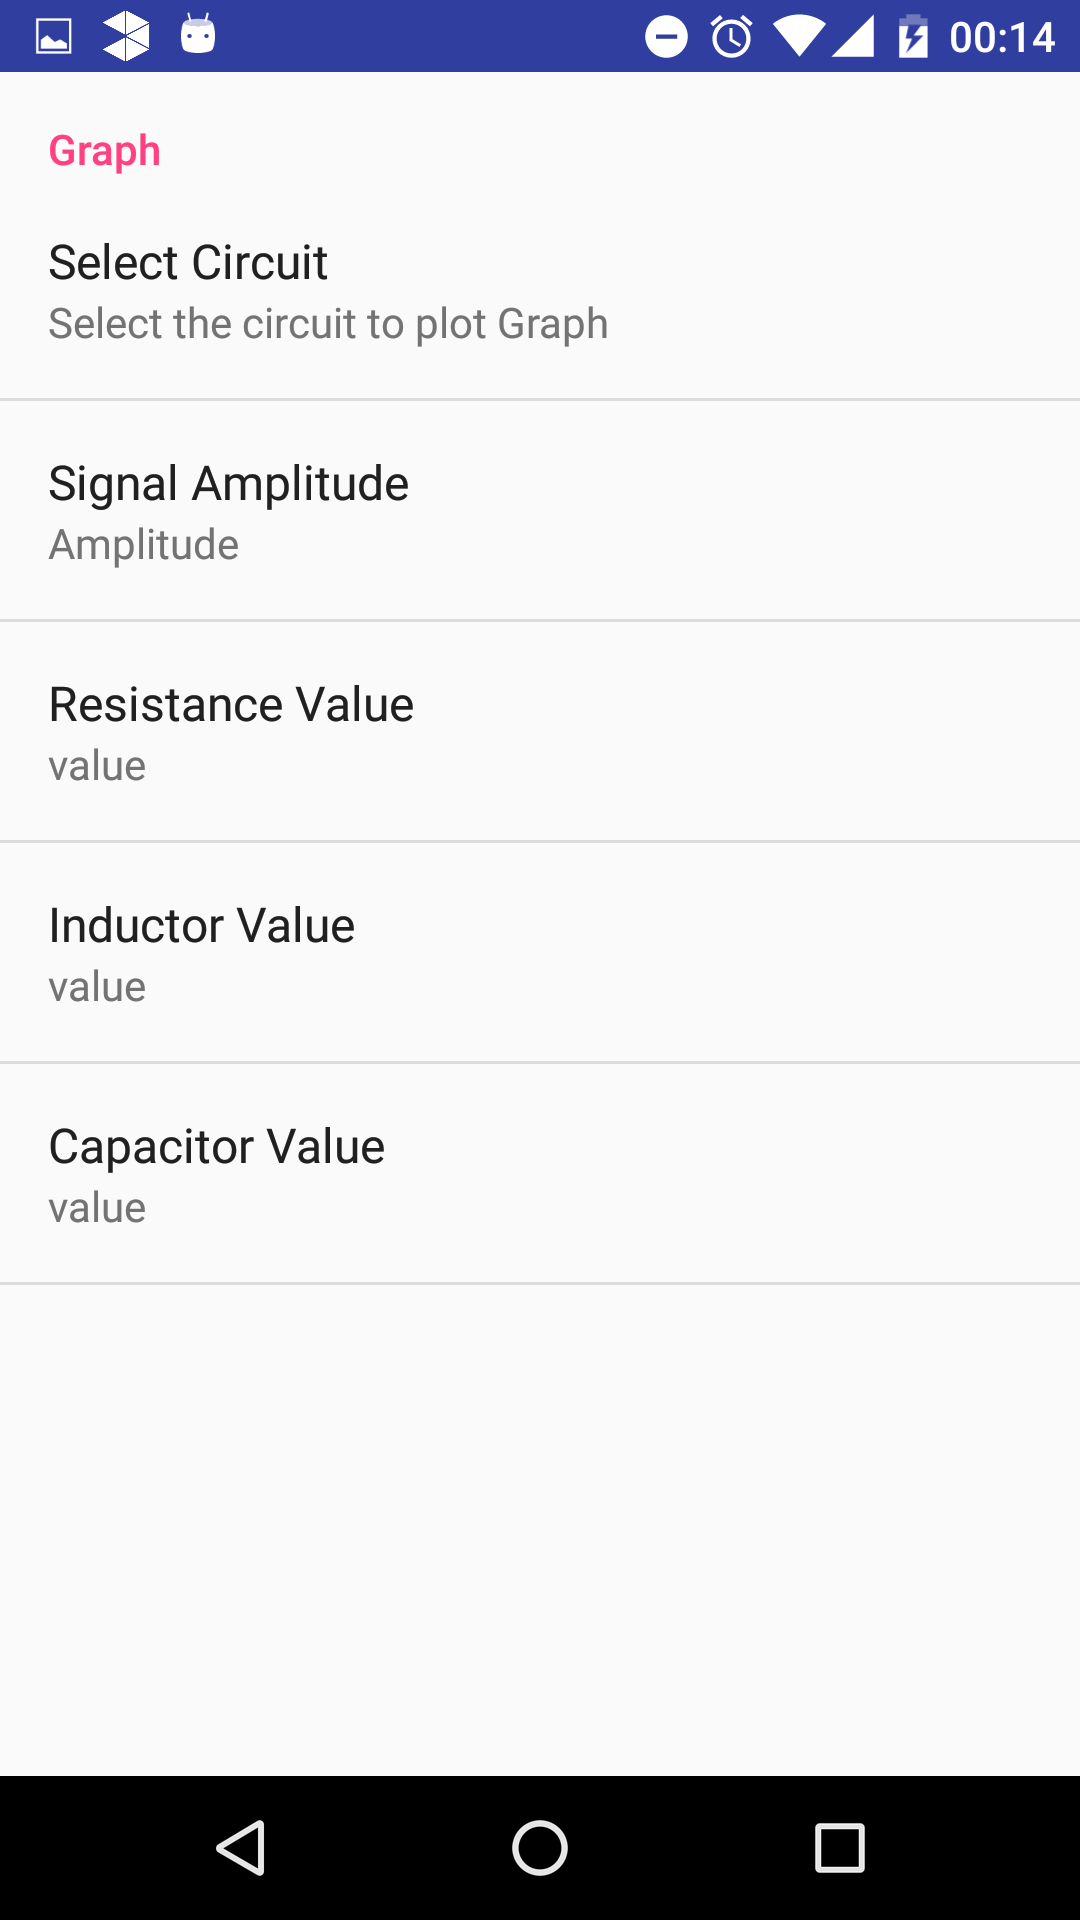 00:14
Graph
Select Circuit
Select the circuit to plot Graph
Signal Amplitude
Amplitude
Resistance Value
value
Inductor Value
value
Capacitor Value
value